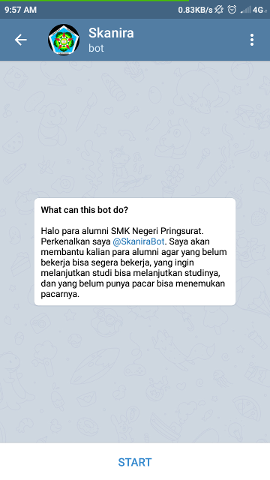 9:57 AM 0.83KB/s 4G
Skanira
bot
What can this bot do?
Halo para alumni SMK Negeri Pringsurat.
Perkenalkan saya @SkaniraBot. Saya akan
membantu kalian para alumni agar yang belum
bekerja bisa segera bekerja, yang ingin
melanjutkan studi bisa melanjutkan studinya,
dan yang belum punya pacar bisa menemukan
pacarnya.
START